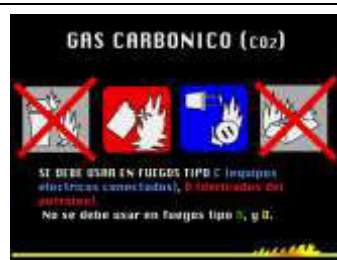 GAS CARBONICO (CO2)
SE DEBE USAR EN FUEGOS TIPO C (equipos
electricos conectados), B (derivados del
petroleo).
No se debe usar en fuegos tipo A, y D.